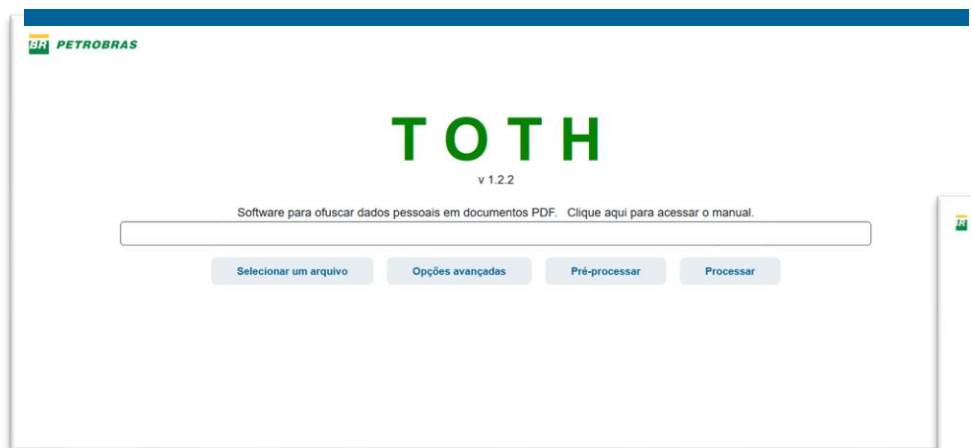 BR PETROBRAS
TOTH
v 1.2.2
Software para ofuscar dados pessoais em documentos PDF. Clique aqui para acessar o manual.
Selecionar um arquivo Opções avançadas Pré-processar Processar